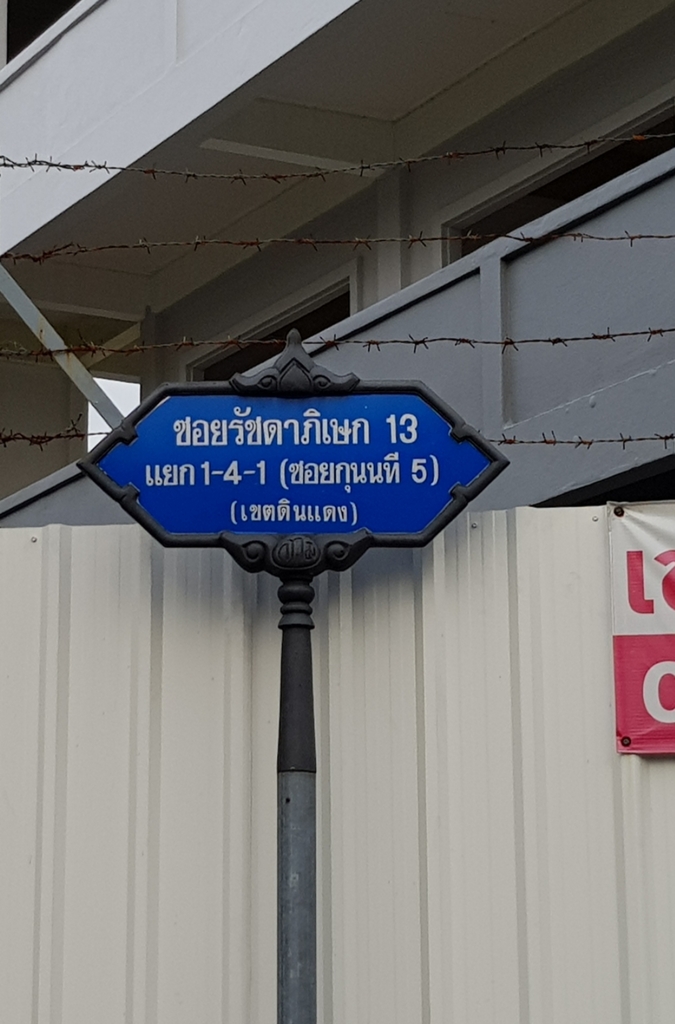 ซอยรัชดาภิเษก 13
แยก 1-4-1 (ซอยกุนนที 5)
(เขตดินแดง)